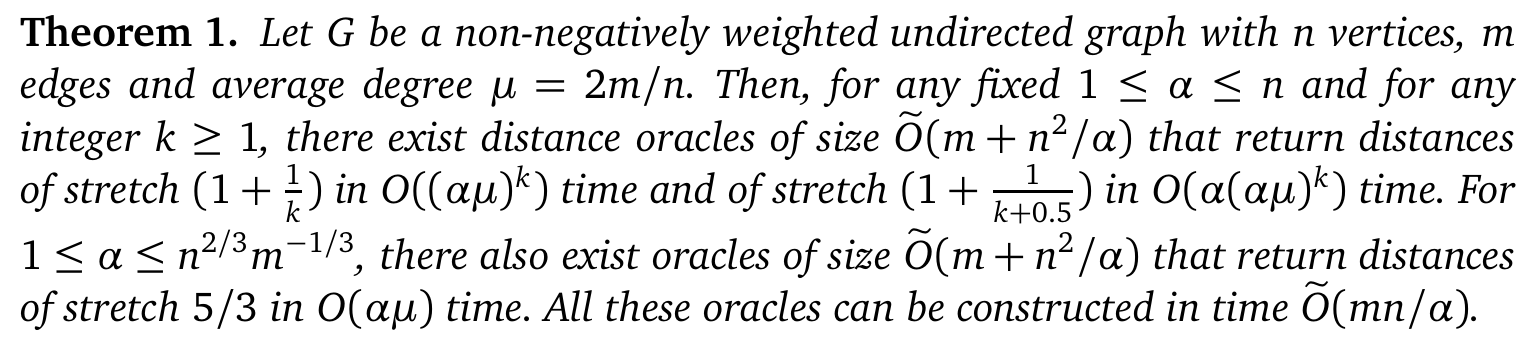 Theorem 1. Let G be a non-negatively weighted undirected graph with n vertices, m
edges and average degree μ = 2m/n. Then, for any fixed 1 ≤ α ≤ n and for any
integer k ≥ 1, there exist distance oracles of size Õ(m + n²/α) that return distances
of stretch (1 + 1/k) in O((αμ)ᵏ) time and of stretch (1 + 1/(k+0.5)) in O(α(αμ)ᵏ) time. For
1 ≤ α ≤ n^{2/3}m^{−1/3}, there also exist oracles of size Õ(m + n²/α) that return distances
of stretch 5/3 in O(αμ) time. All these oracles can be constructed in time Õ(mn/α).